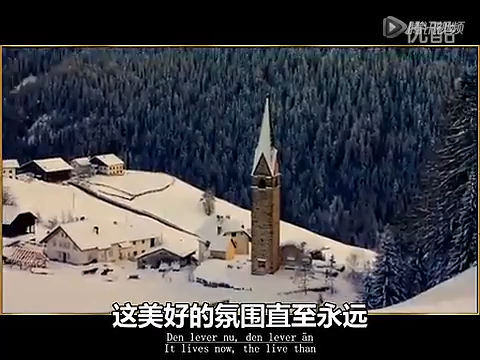 这美好的氛围直至永远
Den lever nu, den lever än
It lives now, the live than